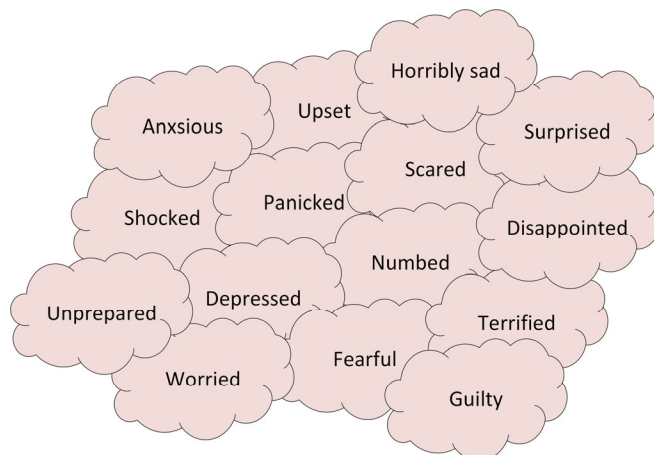 Horribly sad
Anxsious
Upset
Surprised
Scared
Panicked
Shocked
Disappointed
Numbed
Depressed
Unprepared
Terrified
Fearful
Worried
Guilty